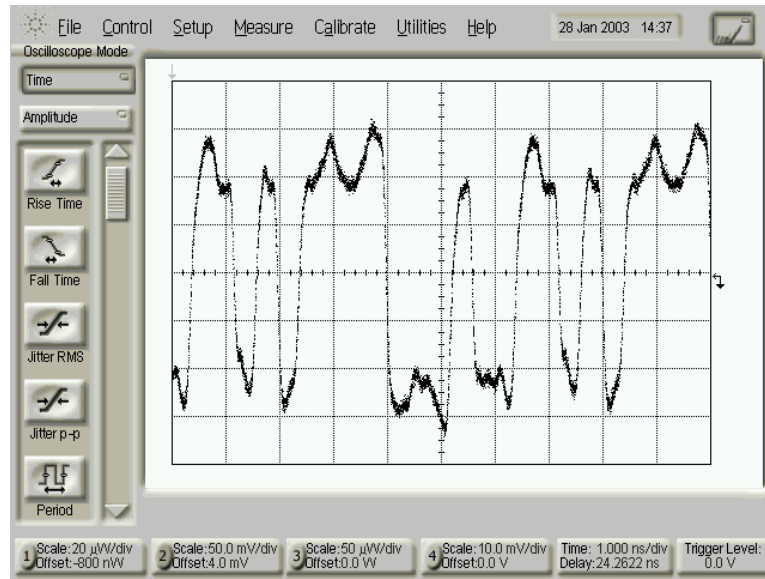 File Control Setup Measure Calibrate Utilities Help 28 Jan 2003 14:37
Oscilloscope Mode
Time
Amplitude
Rise Time
Fall Time
Jitter RMS
Jitter p-p
Period
1 Scale:20 µW/div
Offset:-800 nW
2 Scale:50.0 mV/div
Offset:4.0 mV
3 Scale:50 µW/div
Offset:0.0 W
4 Scale:10.0 mV/div
Offset:0.0 V
Time: 1.000 ns/div
Delay:24.2622 ns
Trigger Level:
0.0 V